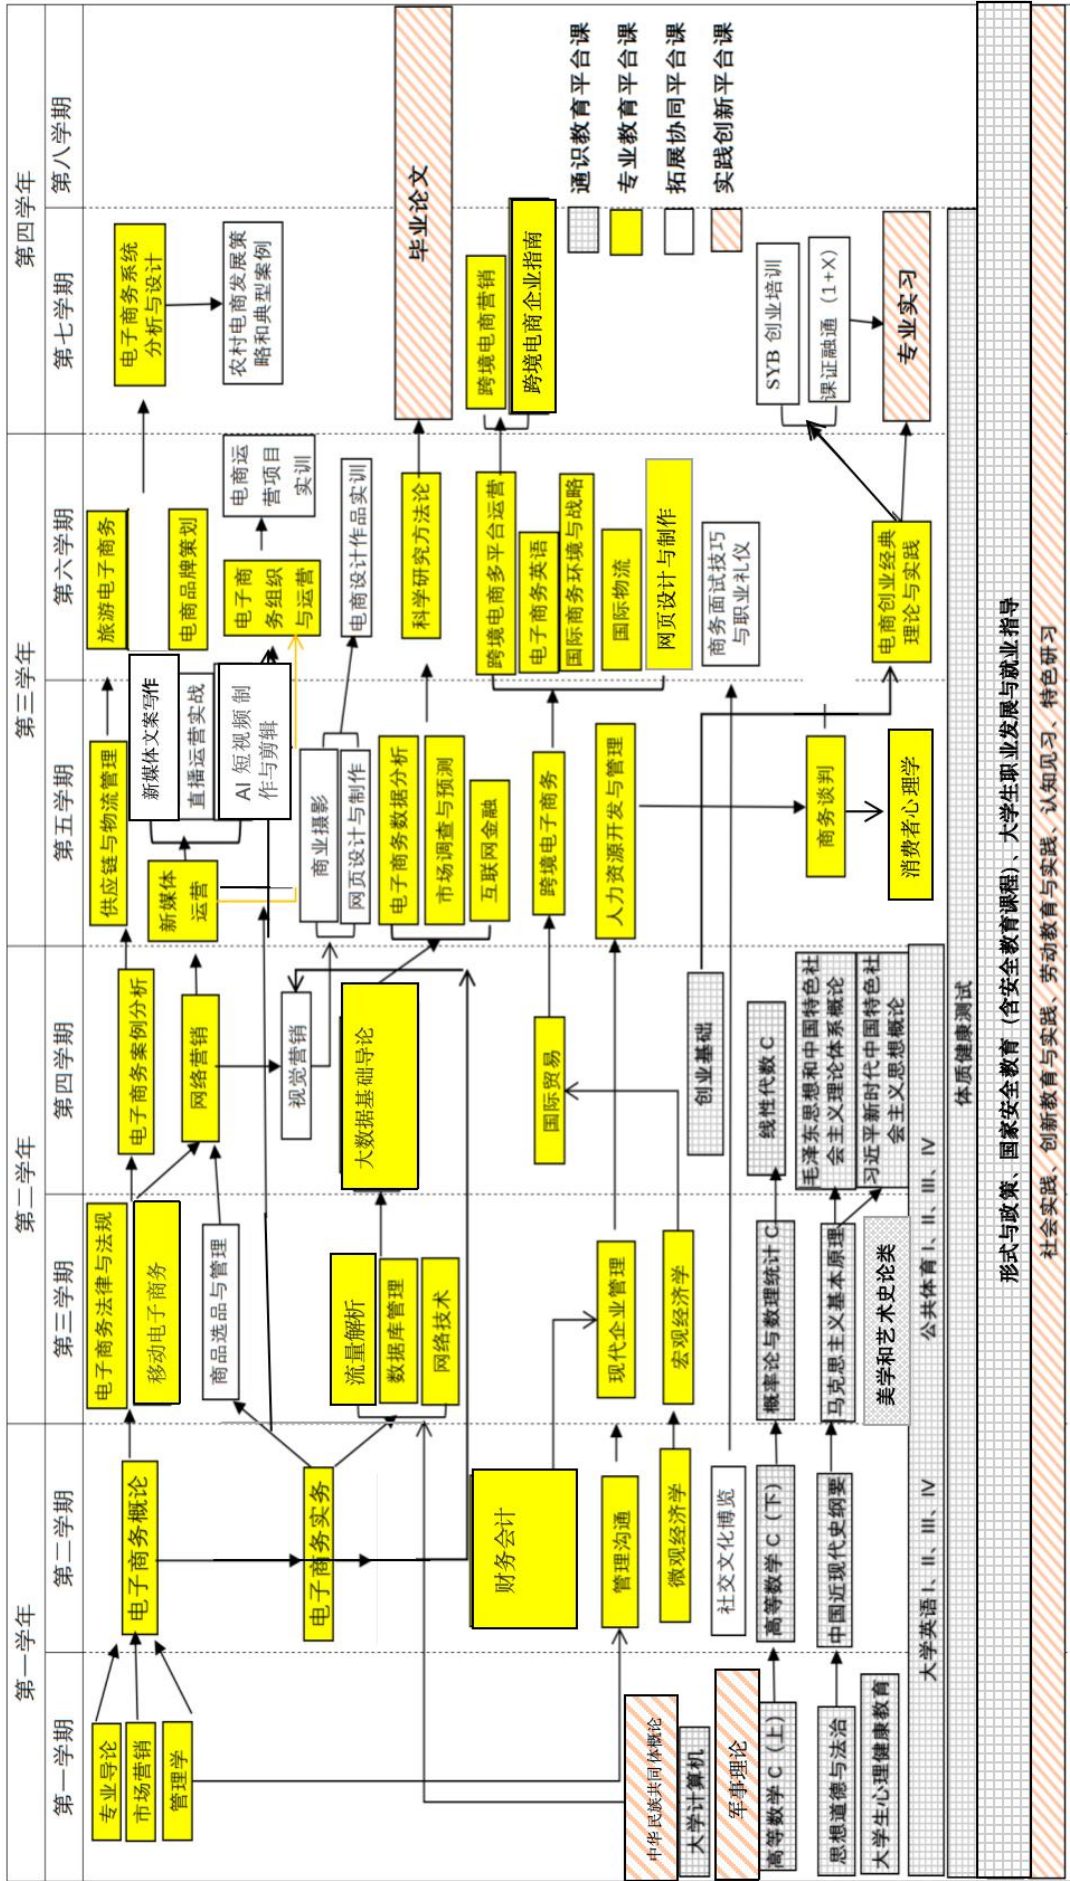 第一学年
第二学年
第三学年
第四学年
第一学期
第二学期
第三学期
第四学期
第五学期
第六学期
第七学期
第八学期
专业导论
市场营销
管理学
中华民族共同体概论
大学计算机
军事理论
高等数学 C（上）
思想道德与法治
大学生心理健康教育
电子商务概论
电子商务实务
财务会计
管理沟通
微观经济学
社交文化博览
高等数学 C（下）
中国近现代史纲要
电子商务法律与法规
移动电子商务
商品选品与管理
流量解析
数据库管理
网络技术
现代企业管理
宏观经济学
概率论与数理统计 C
马克思主义基本原理
美学和艺术史论类
电子商务案例分析
网络营销
视觉营销
大数据基础导论
国际贸易
创业基础
线性代数 C
毛泽东思想和中国特色社
会主义理论体系概论
习近平新时代中国特色社
会主义思想概论
供应链与物流管理
新媒体
运营
新媒体文案写作
直播运营实战
AI 短视频制
作与剪辑
商业摄影
网页设计与制作
电子商务数据分析
市场调查与预测
互联网金融
跨境电子商务
人力资源开发与管理
商务谈判
消费者心理学
旅游电子商务
电商品牌策划
电子商
务组织
与运营
电商运
营项目
实训
电商设计作品实训
科学研究方法论
跨境电商多平台运营
电子商务英语
国际商务环境与战略
国际物流
网页设计与制作
商务面试技巧
与职业礼仪
电商创业经典
理论与实践
电子商务系统
分析与设计
农村电商发展策
略和典型案例
毕业论文
跨境电商营销
跨境电商企业指南
SYB 创业培训
课证融通（1+X）
专业实习
通识教育平台课
专业教育平台课
拓展协同平台课
实践创新平台课
大学英语 I、II、III、IV
公共体育 I、II、III、IV
体质健康测试
形式与政策、国家安全教育（含安全教育课程）、大学生职业发展与就业指导
社会实践、创新教育与实践、劳动教育与实践、认知见习、特色研习